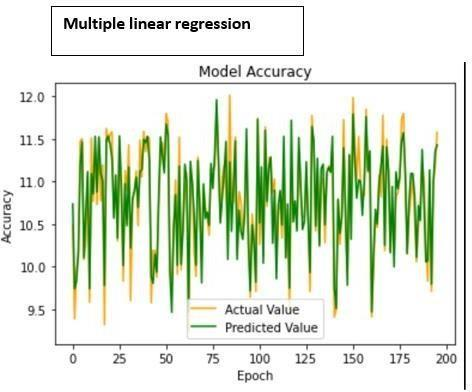 Multiple linear regression
Model Accuracy
12.0
11.5
11.0
10.5
10.0
9.5
Accuracy
Actual Value
Predicted Value
0 25 50 75 100 125 150 175 200
Epoch